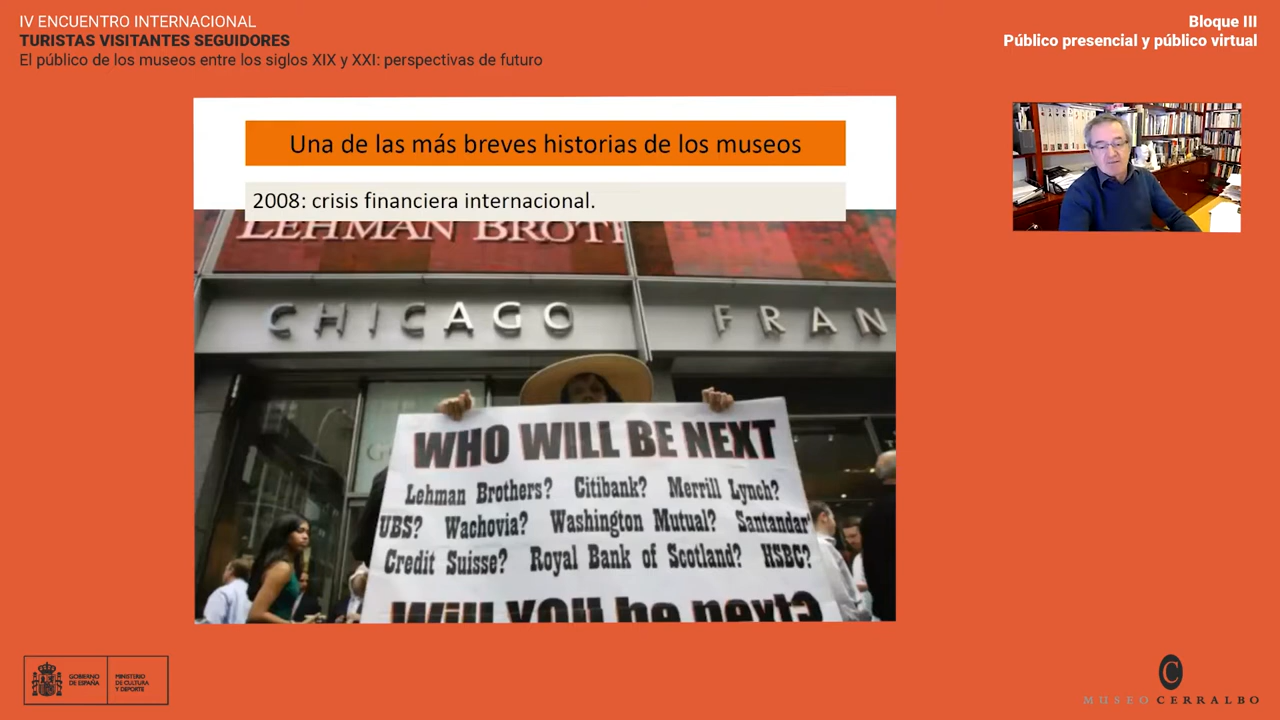 IV ENCUENTRO INTERNACIONAL
TURISTAS VISITANTES SEGUIDORES
El público de los museos entre los siglos XIX y XXI: perspectivas de futuro
Bloque III
Público presencial y público virtual
Una de las más breves historias de los museos
2008: crisis financiera internacional.
LEHMAN BROT
CHICAGO FRAN
WHO WILL BE NEXT
Lehman Brothers? Citibank? Merrill Lynch?
UBS? Wachovia? Washington Mutual? Santandar
Credit Suisse? Royal Bank of Scotland? HSBC?
Will YOU be next?
GOBIERNO
DE ESPAÑA
MINISTERIO
DE CULTURA
Y DEPORTE
C
MUSEO CERRALBO